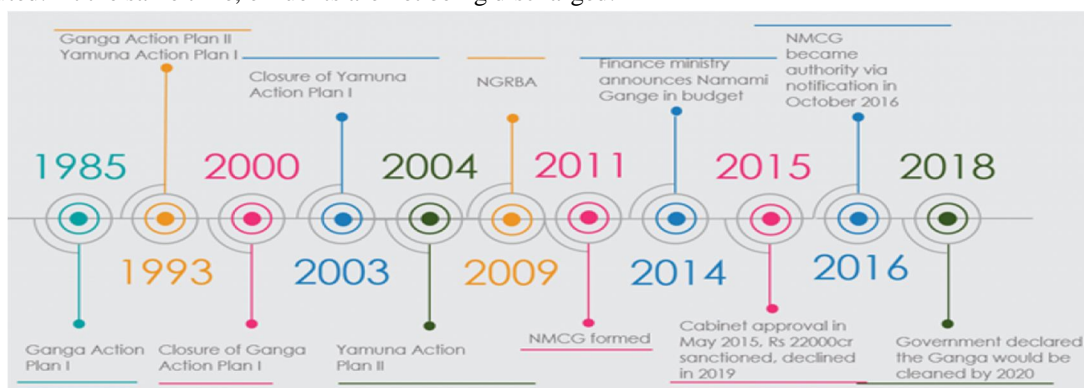 Ganga Action Plan II
Yamuna Action Plan I
Closure of Yamuna
Action Plan I
NGRBA
Finance ministry
announces Namami
Gange in budget
NMCG
became
authority via
notification in
October 2016
1985
2000
2004
2011
2015
2018
1993
2003
2009
2014
2016
Ganga Action
Plan I
Closure of Ganga
Action Plan I
Yamuna Action
Plan II
NMCG formed
Cabinet approval in
May 2015, Rs 22000cr
sanctioned, declined
in 2019
Government declared
the Ganga would be
cleaned by 2020